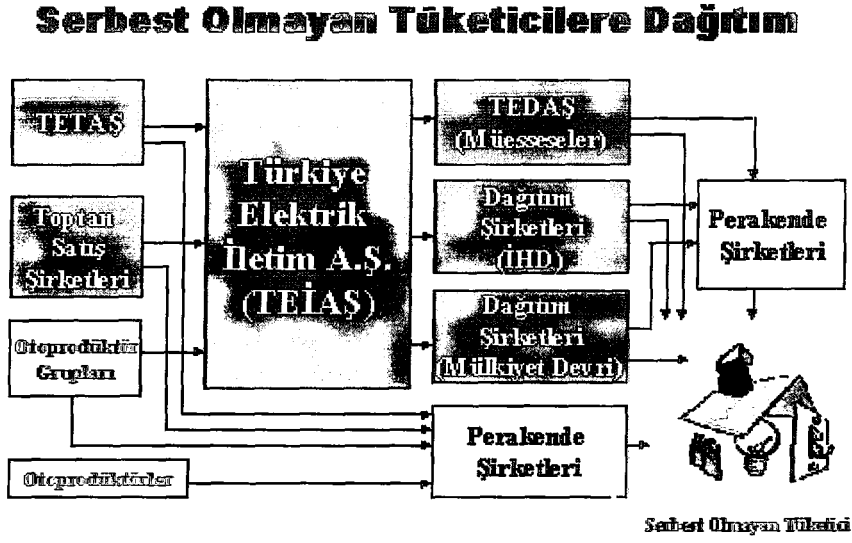 Serbest Olmayan Tüketicilere Dağıtım
TETAŞ
Toptan
Satış
Şirketleri
Otoprodüktör
Grupları
Otoprodüktörler
Türkiye
Elektrik
İletim A.Ş.
(TEİAŞ)
TEDAŞ
(Müesseseler)
Dağıtım
Şirketleri
(İHD)
Dağıtım
Şirketleri
(Mülkiyet Devri)
Perakende
Şirketleri
Perakende
Şirketleri
Serbest Olmayan Tüketici